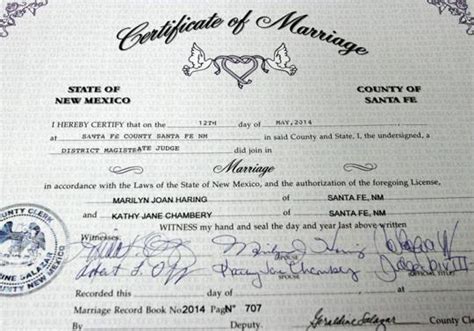 Certificate of Marriage
STATE OF
NEW MEXICO
COUNTY OF
SANTA FE
I HEREBY CERTIFY that on the 12TH day of MAY, 2014
at SANTA FE COUNTY SANTA FE NM in said County and State, I, the undersigned, a
DISTRICT MAGISTRATE JUDGE did join in
Marriage
in accordance with the Laws of the State of New Mexico, and the authorization of the foregoing License,
MARILYN JOAN HARING of SANTA FE, NM
and KATHY JANE CHAMBERY of SANTA FE, NM
WITNESS my hand and seal the day and year last above written
Witnesses
Witnesses
OFFICIAL TITLE
Recorded this day of
Marriage Record Book No 2014 Page N° 707
By Deputy. Geraldine Salazar
COUNTY CLERK